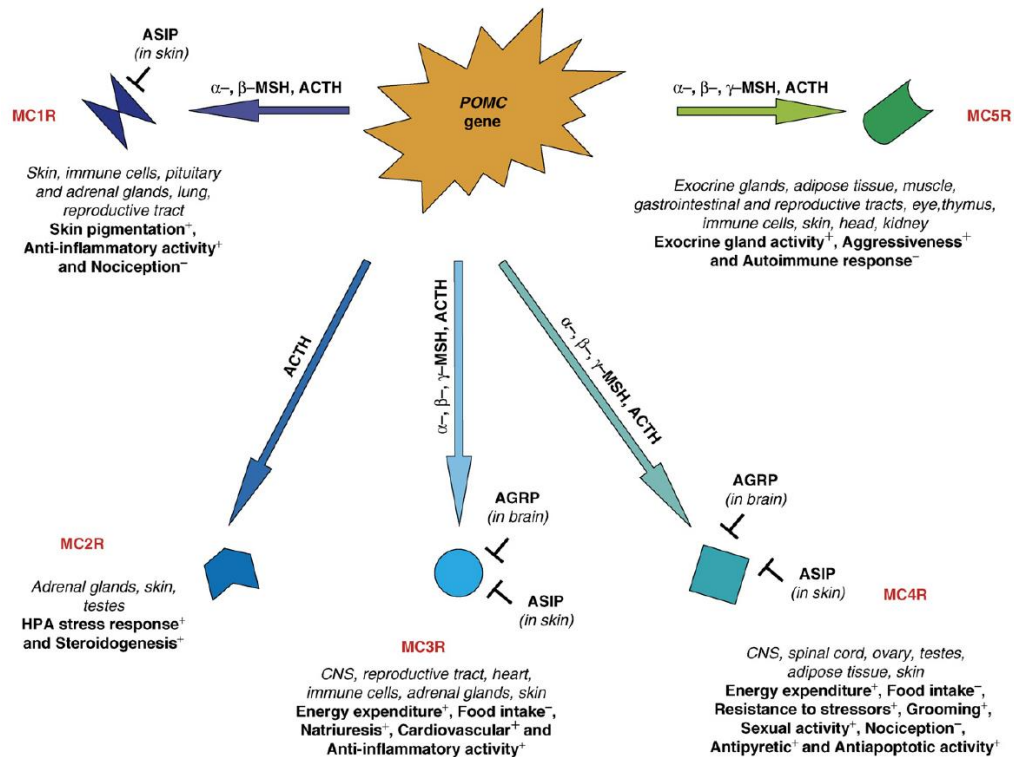 ASIP
(in skin)
α–, β–MSH, ACTH
MC1R
POMC
gene
α–, β–, γ–MSH, ACTH
MC5R
Skin, immune cells, pituitary
and adrenal glands, lung,
reproductive tract
Skin pigmentation⁺,
Anti-inflammatory activity⁺
and Nociception⁻
Exocrine glands, adipose tissue, muscle,
gastrointestinal and reproductive tracts, eye,thymus,
immune cells, skin, head, kidney
Exocrine gland activity⁺, Aggressiveness⁺
and Autoimmune response⁻
ACTH
α–, β–, γ–MSH, ACTH
α–, β–, γ–MSH, ACTH
MC2R
Adrenal glands, skin,
testes
HPA stress response⁺
and Steroidogenesis⁺
AGRP
(in brain)
ASIP
(in skin)
MC3R
CNS, reproductive tract, heart,
immune cells, adrenal glands, skin
Energy expenditure⁺, Food intake⁻,
Natriuresis⁺, Cardiovascular⁺ and
Anti-inflammatory activity⁺
AGRP
(in brain)
ASIP
(in skin)
MC4R
CNS, spinal cord, ovary, testes,
adipose tissue, skin
Energy expenditure⁺, Food intake⁻,
Resistance to stressors⁺, Grooming⁺,
Sexual activity⁺, Nociception⁻,
Antipyretic⁺ and Antiapoptotic activity⁺